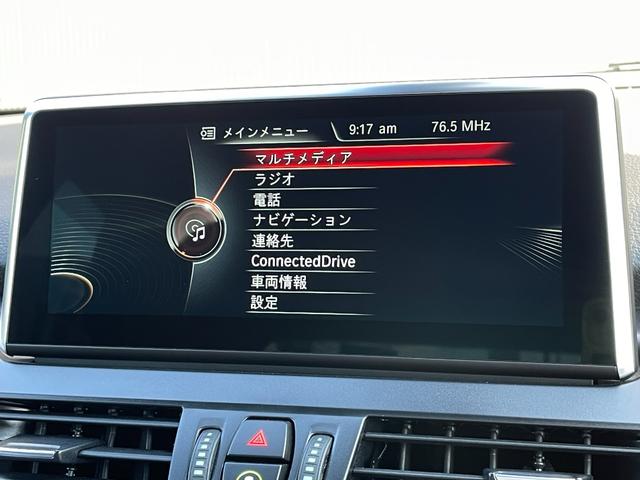 メインメニュー 9:17 am 76.5 MHz
マルチメディア
ラジオ
電話
ナビゲーション
連絡先
ConnectedDrive
車両情報
設定